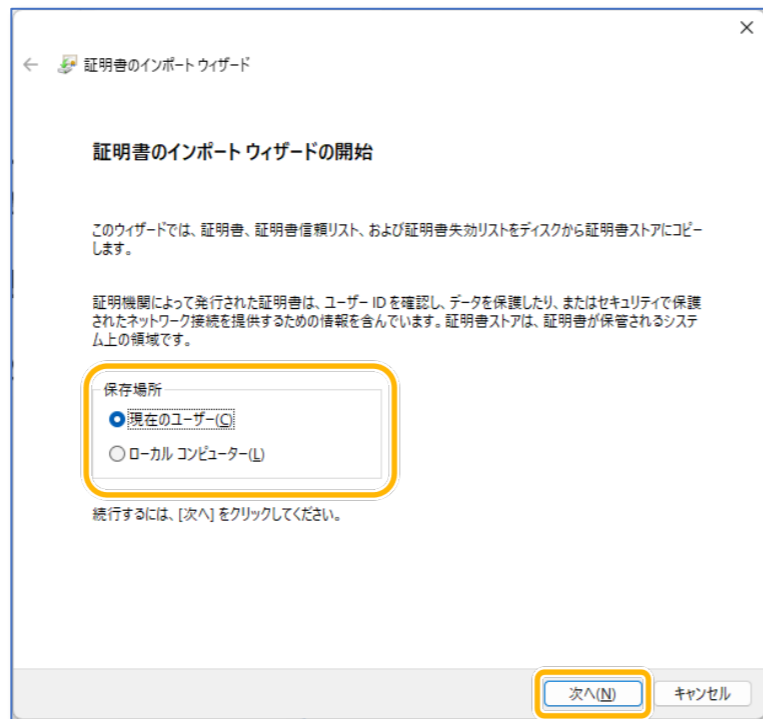 証明書のインポート ウィザード
証明書のインポート ウィザードの開始
このウィザードでは、証明書、証明書信頼リスト、および証明書失効リストをディスクから証明書ストアにコピー
します。
証明機関によって発行された証明書は、ユーザー ID を確認し、データを保護したり、またはセキュリティで保護
されたネットワーク接続を提供するための情報を含んでいます。証明書ストアは、証明書が保管されるシステ
ム上の領域です。
保存場所
現在のユーザー(C)
ローカル コンピューター(L)
続行するには、[次へ] をクリックしてください。
次へ(N)
キャンセル